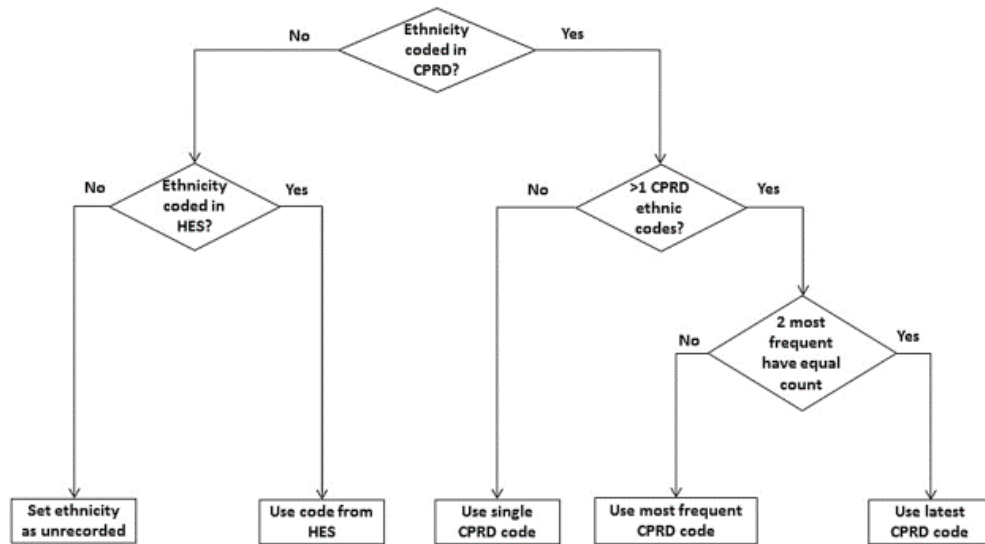 Ethnicity
coded in
CPRD?
No
Yes
Ethnicity
coded in
HES?
No
Yes
>1 CPRD
ethnic
codes?
No
Yes
2 most
frequent
have equal
count
No
Yes
Set ethnicity
as unrecorded
Use code from
HES
Use single
CPRD code
Use most frequent
CPRD code
Use latest
CPRD code